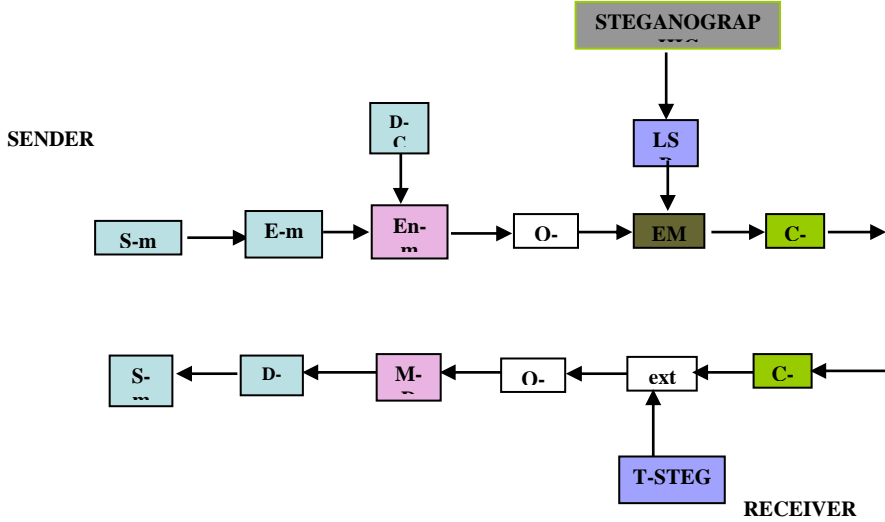 STEGANOGRAP
D-
SENDER
LS
S-m
E-m
En-
O-
EM
C-
S-
D-
M-
O-
ext
C-
T-STEG
RECEIVER